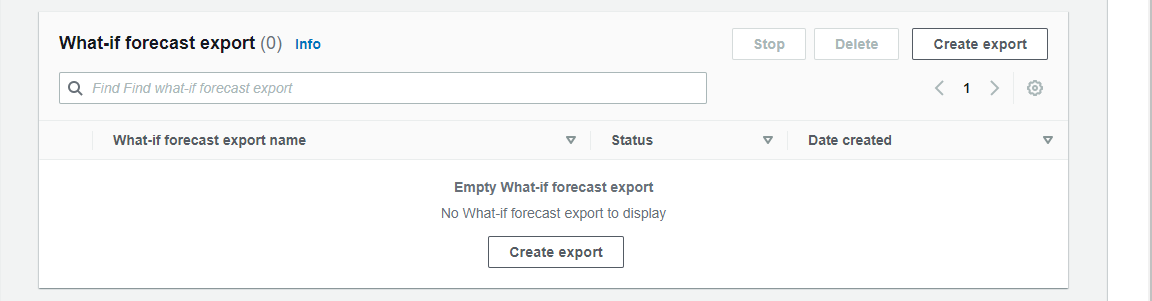 What-if forecast export (0) Info
Stop Delete Create export
Find Find what-if forecast export
1
What-if forecast export name Status Date created
Empty What-if forecast export
No What-if forecast export to display
Create export